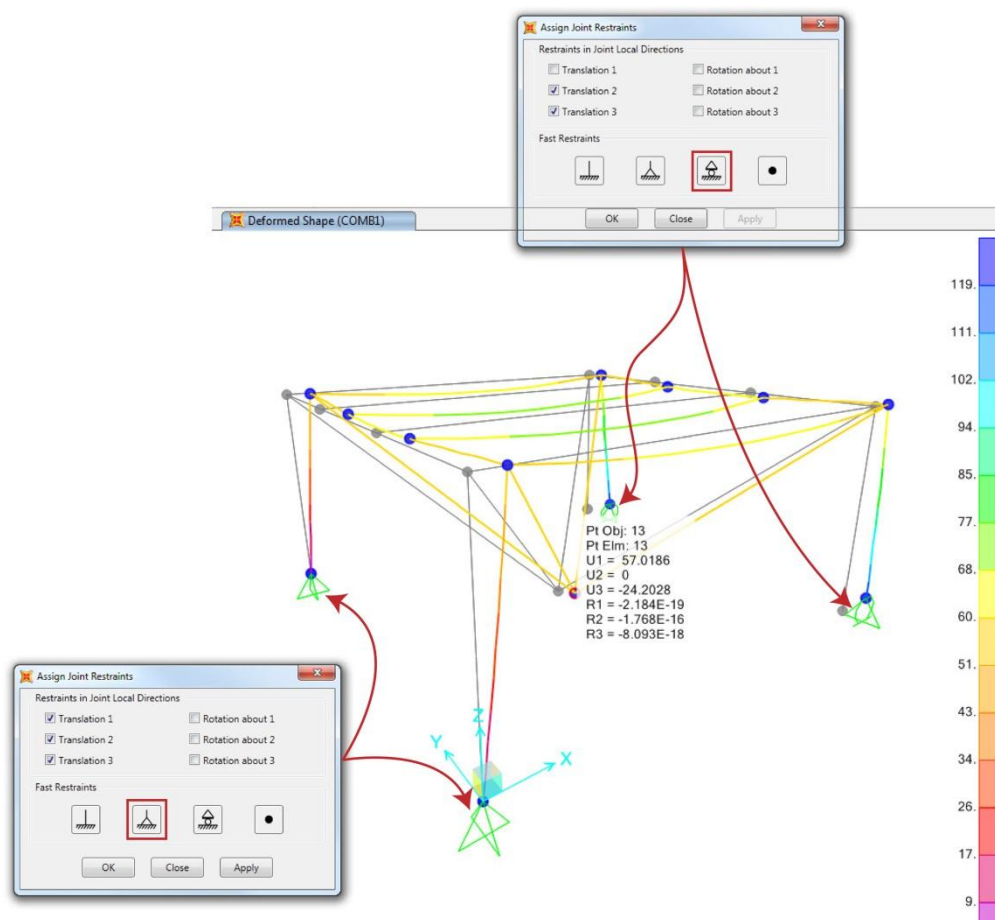 Assign Joint Restraints
Restraints in Joint Local Directions
Translation 1
Rotation about 1
Translation 2
Rotation about 2
Translation 3
Rotation about 3
Fast Restraints
OK
Close
Apply
Deformed Shape (COMB1)
119.
111.
102.
94.
85.
77.
68.
60.
51.
43.
34.
26.
17.
9.
Pt Obj: 13
Pt Elm: 13
U1 = 57.0186
U2 = 0
U3 = -24.2028
R1 = -2.184E-19
R2 = -1.768E-16
R3 = -8.093E-18
Assign Joint Restraints
Restraints in Joint Local Directions
Translation 1
Rotation about 1
Translation 2
Rotation about 2
Translation 3
Rotation about 3
Fast Restraints
OK
Close
Apply
Z
Y
X